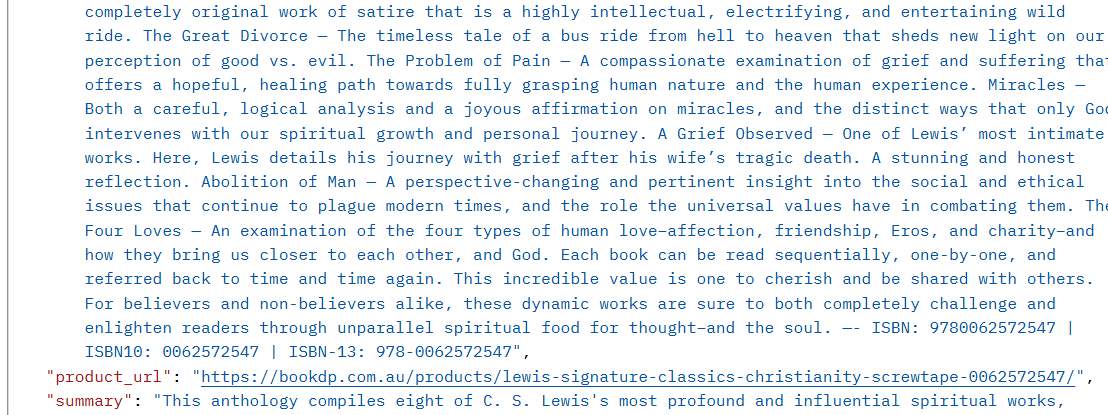 completely original work of satire that is a highly intellectual, electrifying, and entertaining wild
ride. The Great Divorce — The timeless tale of a bus ride from hell to heaven that sheds new light on our
perception of good vs. evil. The Problem of Pain — A compassionate examination of grief and suffering that
offers a hopeful, healing path towards fully grasping human nature and the human experience. Miracles —
Both a careful, logical analysis and a joyous affirmation on miracles, and the distinct ways that only God
intervenes with our spiritual growth and personal journey. A Grief Observed — One of Lewis’ most intimate
works. Here, Lewis details his journey with grief after his wife’s tragic death. A stunning and honest
reflection. Abolition of Man — A perspective-changing and pertinent insight into the social and ethical
issues that continue to plague modern times, and the role the universal values have in combating them. The
Four Loves — An examination of the four types of human love–affection, friendship, Eros, and charity–and
how they bring us closer to each other, and God. Each book can be read sequentially, one-by-one, and
referred back to time and time again. This incredible value is one to cherish and be shared with others.
For believers and non-believers alike, these dynamic works are sure to both completely challenge and
enlighten readers through unparallel spiritual food for thought–and the soul. –- ISBN: 9780062572547 |
ISBN10: 0062572547 | ISBN-13: 978-0062572547",
"product_url": "https://bookdp.com.au/products/lewis-signature-classics-christianity-screwtape-0062572547/",
"summary": "This anthology compiles eight of C. S. Lewis's most profound and influential spiritual works,